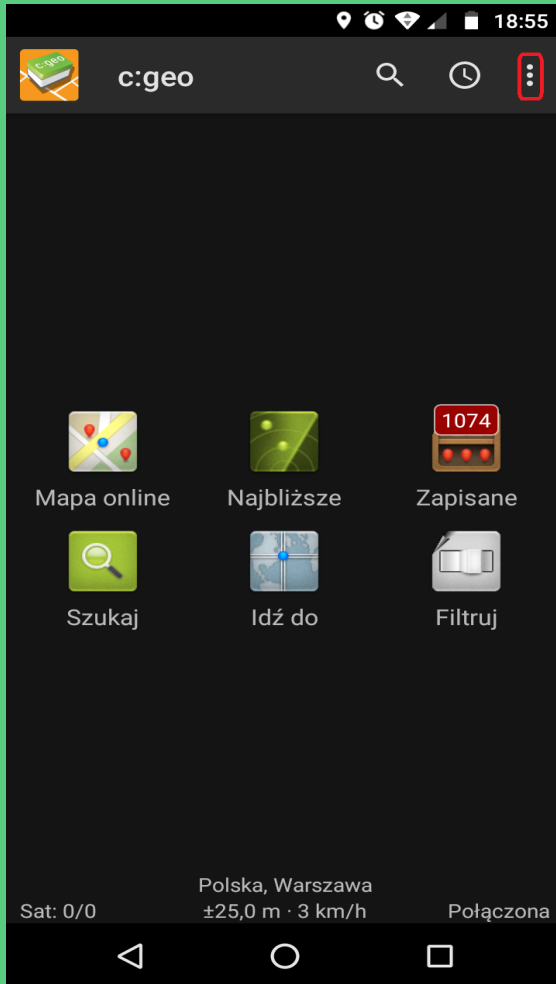 18:55
c:geo
c:geo
1074
Mapa online
Najbliższe
Zapisane
Szukaj
Idź do
Filtruj
Polska, Warszawa
Sat: 0/0
±25,0 m · 3 km/h
Połączona